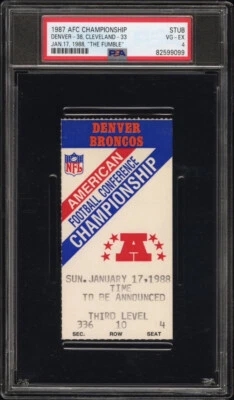 1987 AFC CHAMPIONSHIP STUB
DENVER - 38, CLEVELAND - 33 VG-EX
JAN.17, 1988, "THE FUMBLE" 4
PSA 82599099
DENVER
BRONCOS
NFL
AMERICAN
FOOTBALL CONFERENCE
CHAMPIONSHIP
A
SUN.JANUARY 17,1988
TIME
TO BE ANNOUNCED
THIRD LEVEL
336 10 4
SEC. ROW SEAT